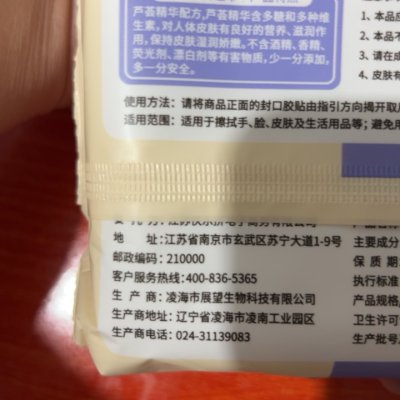 芦荟精华配方,芦荟精华含多糖和多种维
生素,对人体皮肤有良好的营养、滋润作
用,保持皮肤湿润娇嫩。不含酒精、香精、
荧光剂、漂白剂等有害物质,少一分添加,
多一分安全。
1. 本品应
2. 本品不
3. 请在成
4. 皮肤有
使用方法:请将商品正面的封口胶贴由指引方向揭开取
适用范围:适用于擦拭手、脸、皮肤及生活用品等;避免用
地 址:江苏省南京市玄武区苏宁大道1-9号
邮政编码:210000
客户服务热线:400-836-5365
生 产 商:凌海市展望生物科技有限公司
生产商地址:辽宁省凌海市凌南工业园区
生产商电话:024-31139083
主要成分
保 质 期
执行标准
产品规格
卫生许可
生产批号